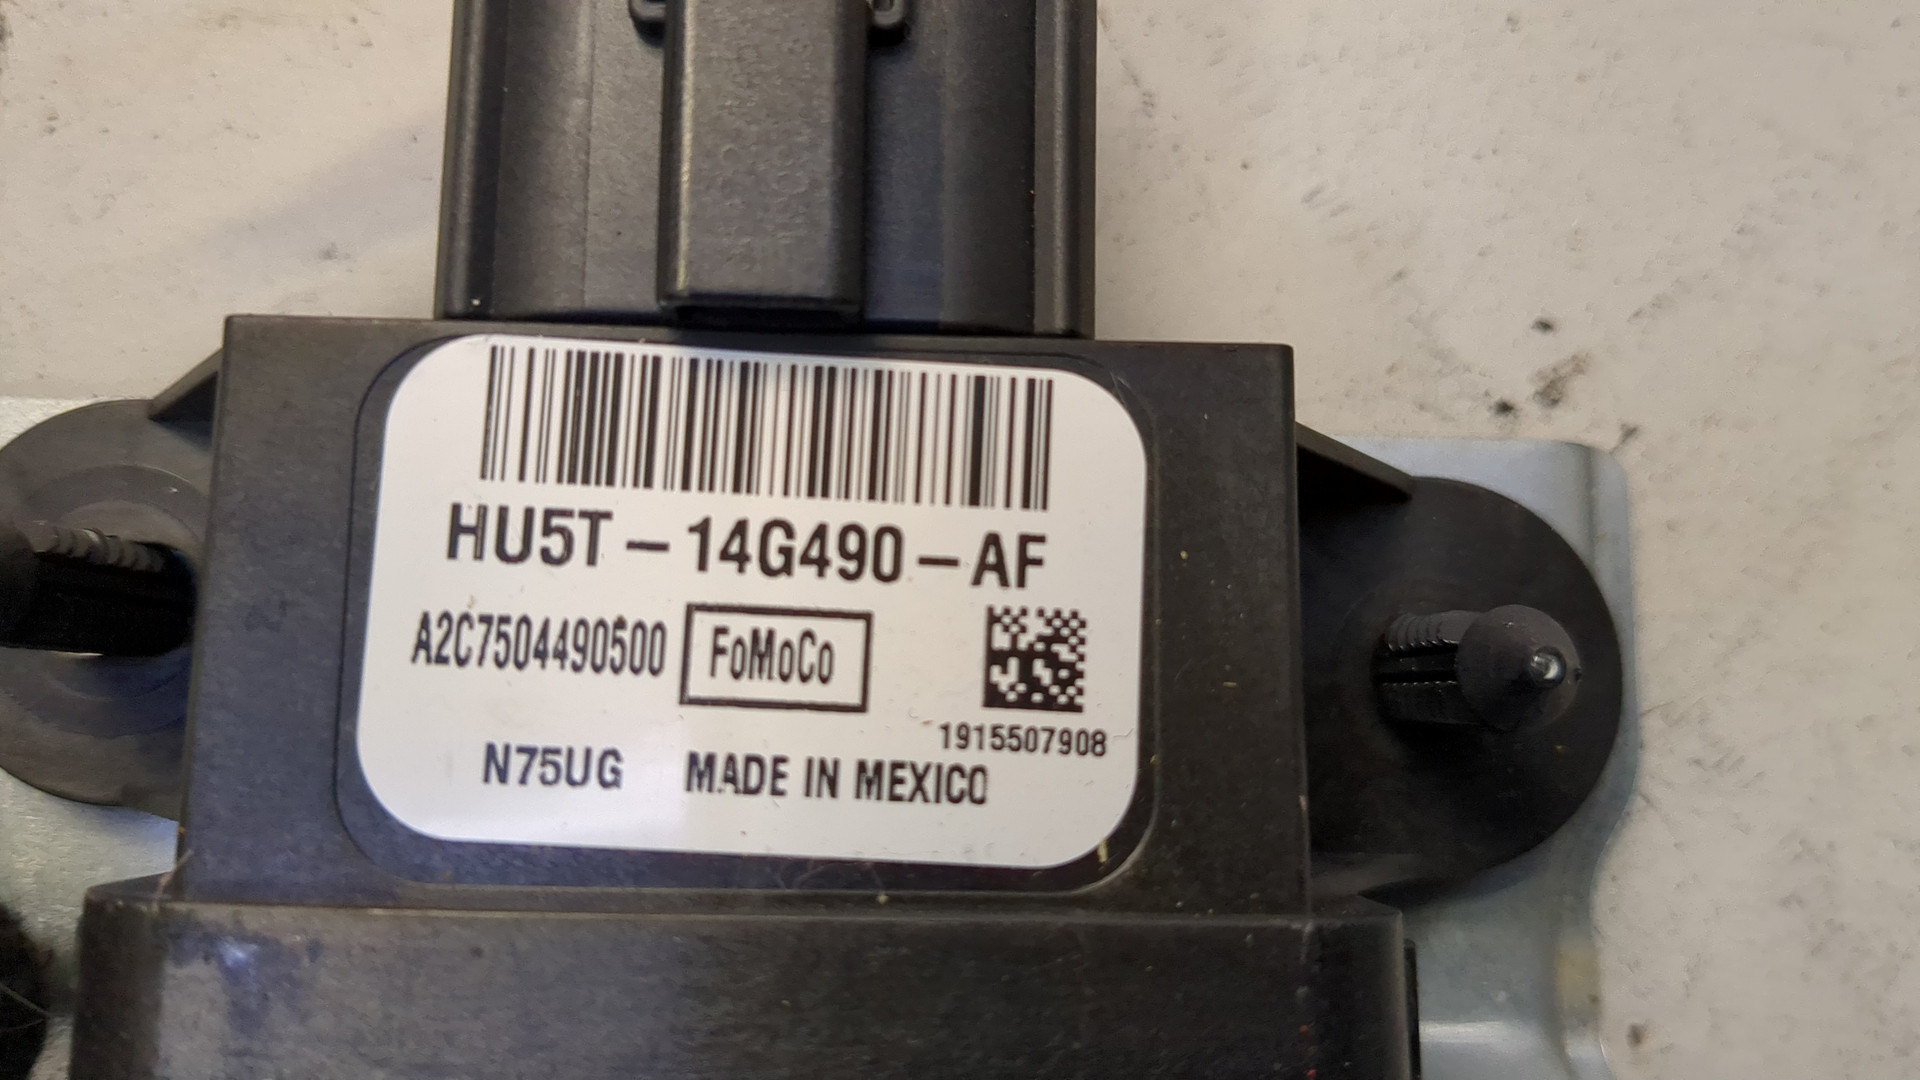 HU5T-14G490-AF
A2C7504490500 FoMoCo
1915507908
N75UG MADE IN MEXICO